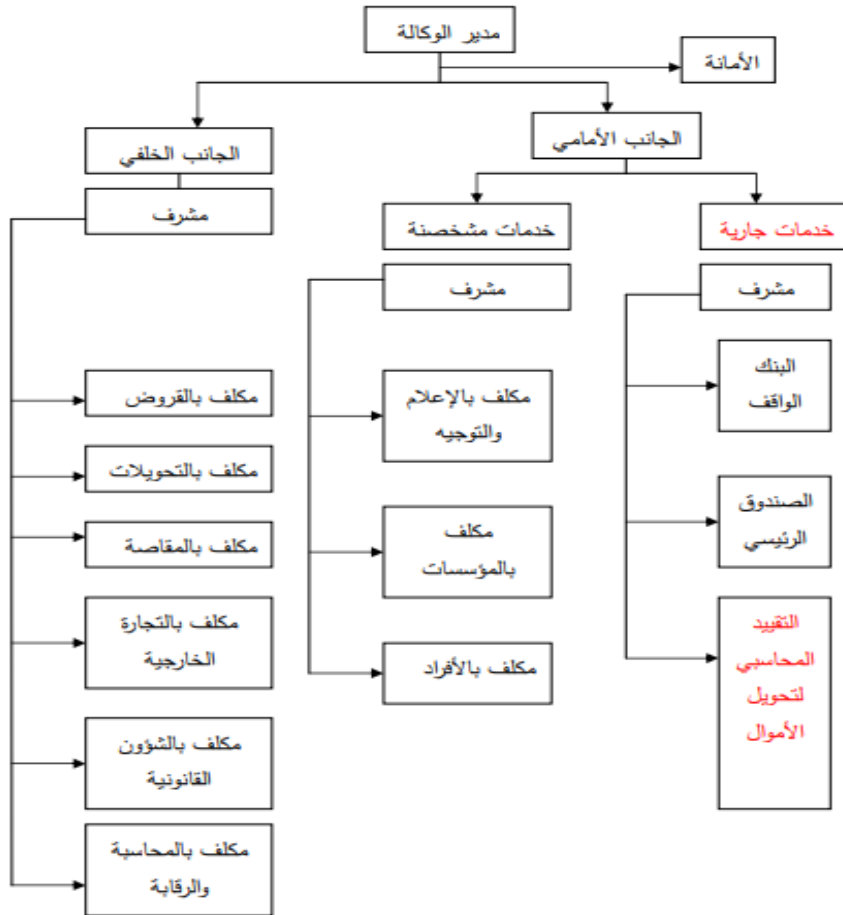 مدير الوكالة
الأمانة
الجانب الأمامي
الجانب الخلفي
خدمات جارية
خدمات مشخصنة
مشرف
مشرف
مشرف
البنك
الواقف
الصندوق
الرئيسي
التقييد
المحاسبي
لتحويل
الأموال
مكلف بالإعلام
والتوجيه
مكلف
بالمؤسسات
مكلف بالأفراد
مكلف بالقروض
مكلف بالتحويلات
مكلف بالمقاصة
مكلف بالتجارة
الخارجية
مكلف بالشؤون
القانونية
مكلف بالمحاسبة
والرقابة